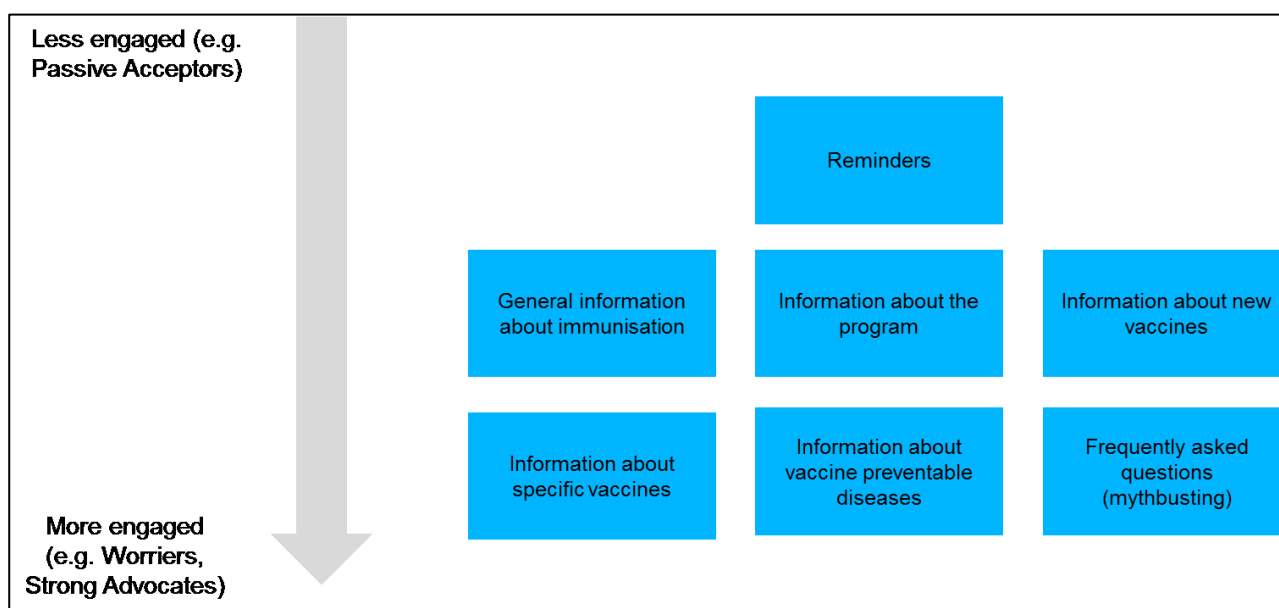 Less engaged (e.g.
Passive Acceptors)
Reminders
General information
about immunisation
Information about the
program
Information about new
vaccines
Information about
specific vaccines
Information about
vaccine preventable
diseases
Frequently asked
questions
(mythbusting)
More engaged
(e.g. Worriers,
Strong Advocates)